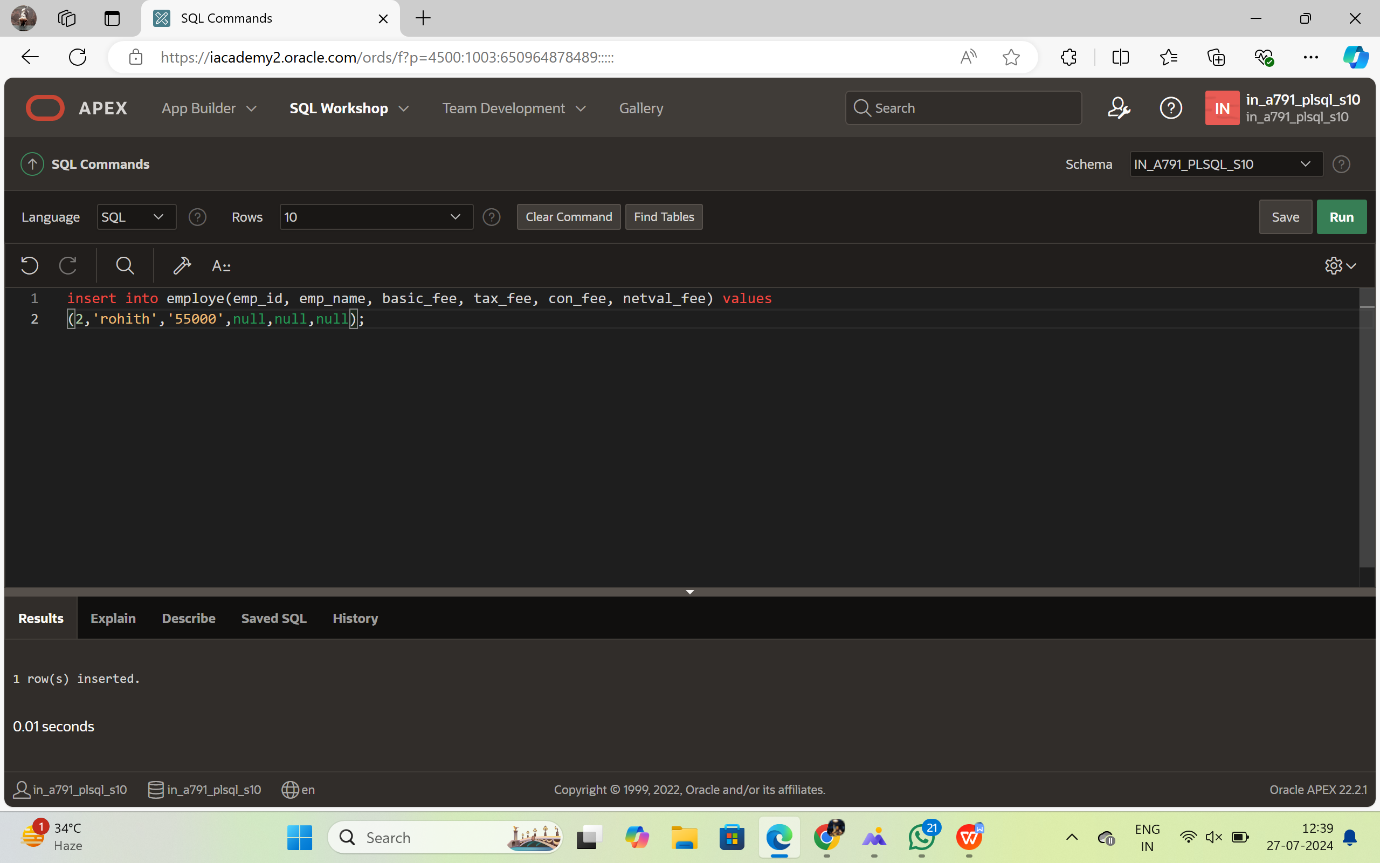 SQL Commands
https://iacademy2.oracle.com/ords/f?p=4500:1003:650964878489:::::
APEX App Builder SQL Workshop Team Development Gallery Search IN in_a791_plsql_s10
in_a791_plsql_s10
SQL Commands Schema IN_A791_PLSQL_S10
Language SQL Rows 10 Clear Command Find Tables Save Run
1 insert into employe(emp_id, emp_name, basic_fee, tax_fee, con_fee, netval_fee) values
2 (2,'rohith','55000',null,null,null);
Results Explain Describe Saved SQL History
1 row(s) inserted.
0.01 seconds
in_a791_plsql_s10 in_a791_plsql_s10 en Copyright © 1999, 2022, Oracle and/or its affiliates. Oracle APEX 22.2.1
1 34°C
Haze
Search
21
ENG
IN
12:39
27-07-2024